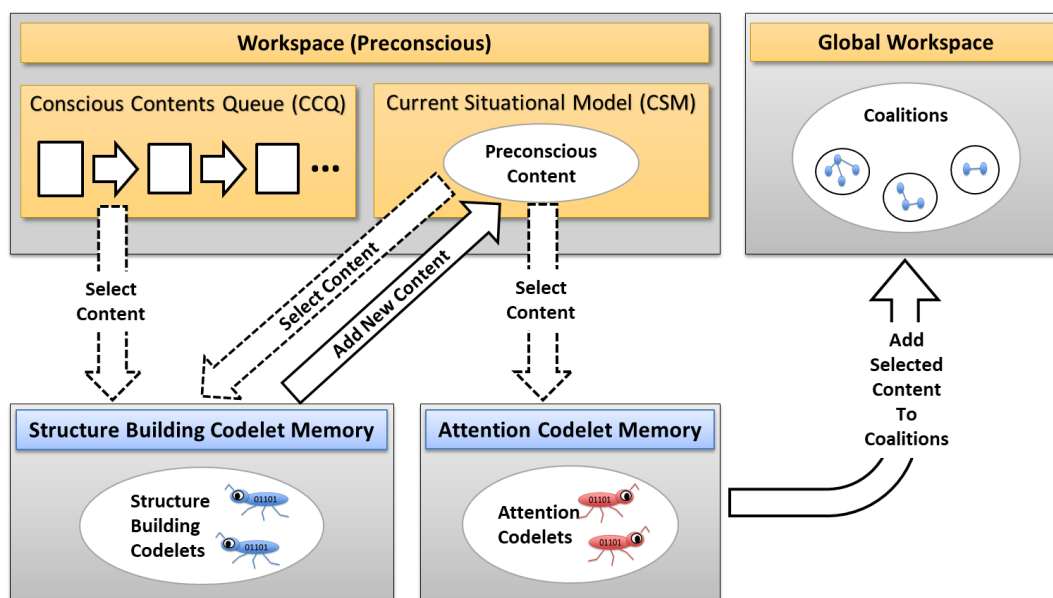 Workspace (Preconscious)
Conscious Contents Queue (CCQ)
...
Current Situational Model (CSM)
Preconscious
Content
Global Workspace
Coalitions
Select
Content
Select Content
Add New Content
Select
Content
Add
Selected
Content
To
Coalitions
Structure Building Codelet Memory
Structure
Building
Codelets
01101
01101
Attention Codelet Memory
Attention
Codelets
01101
01101